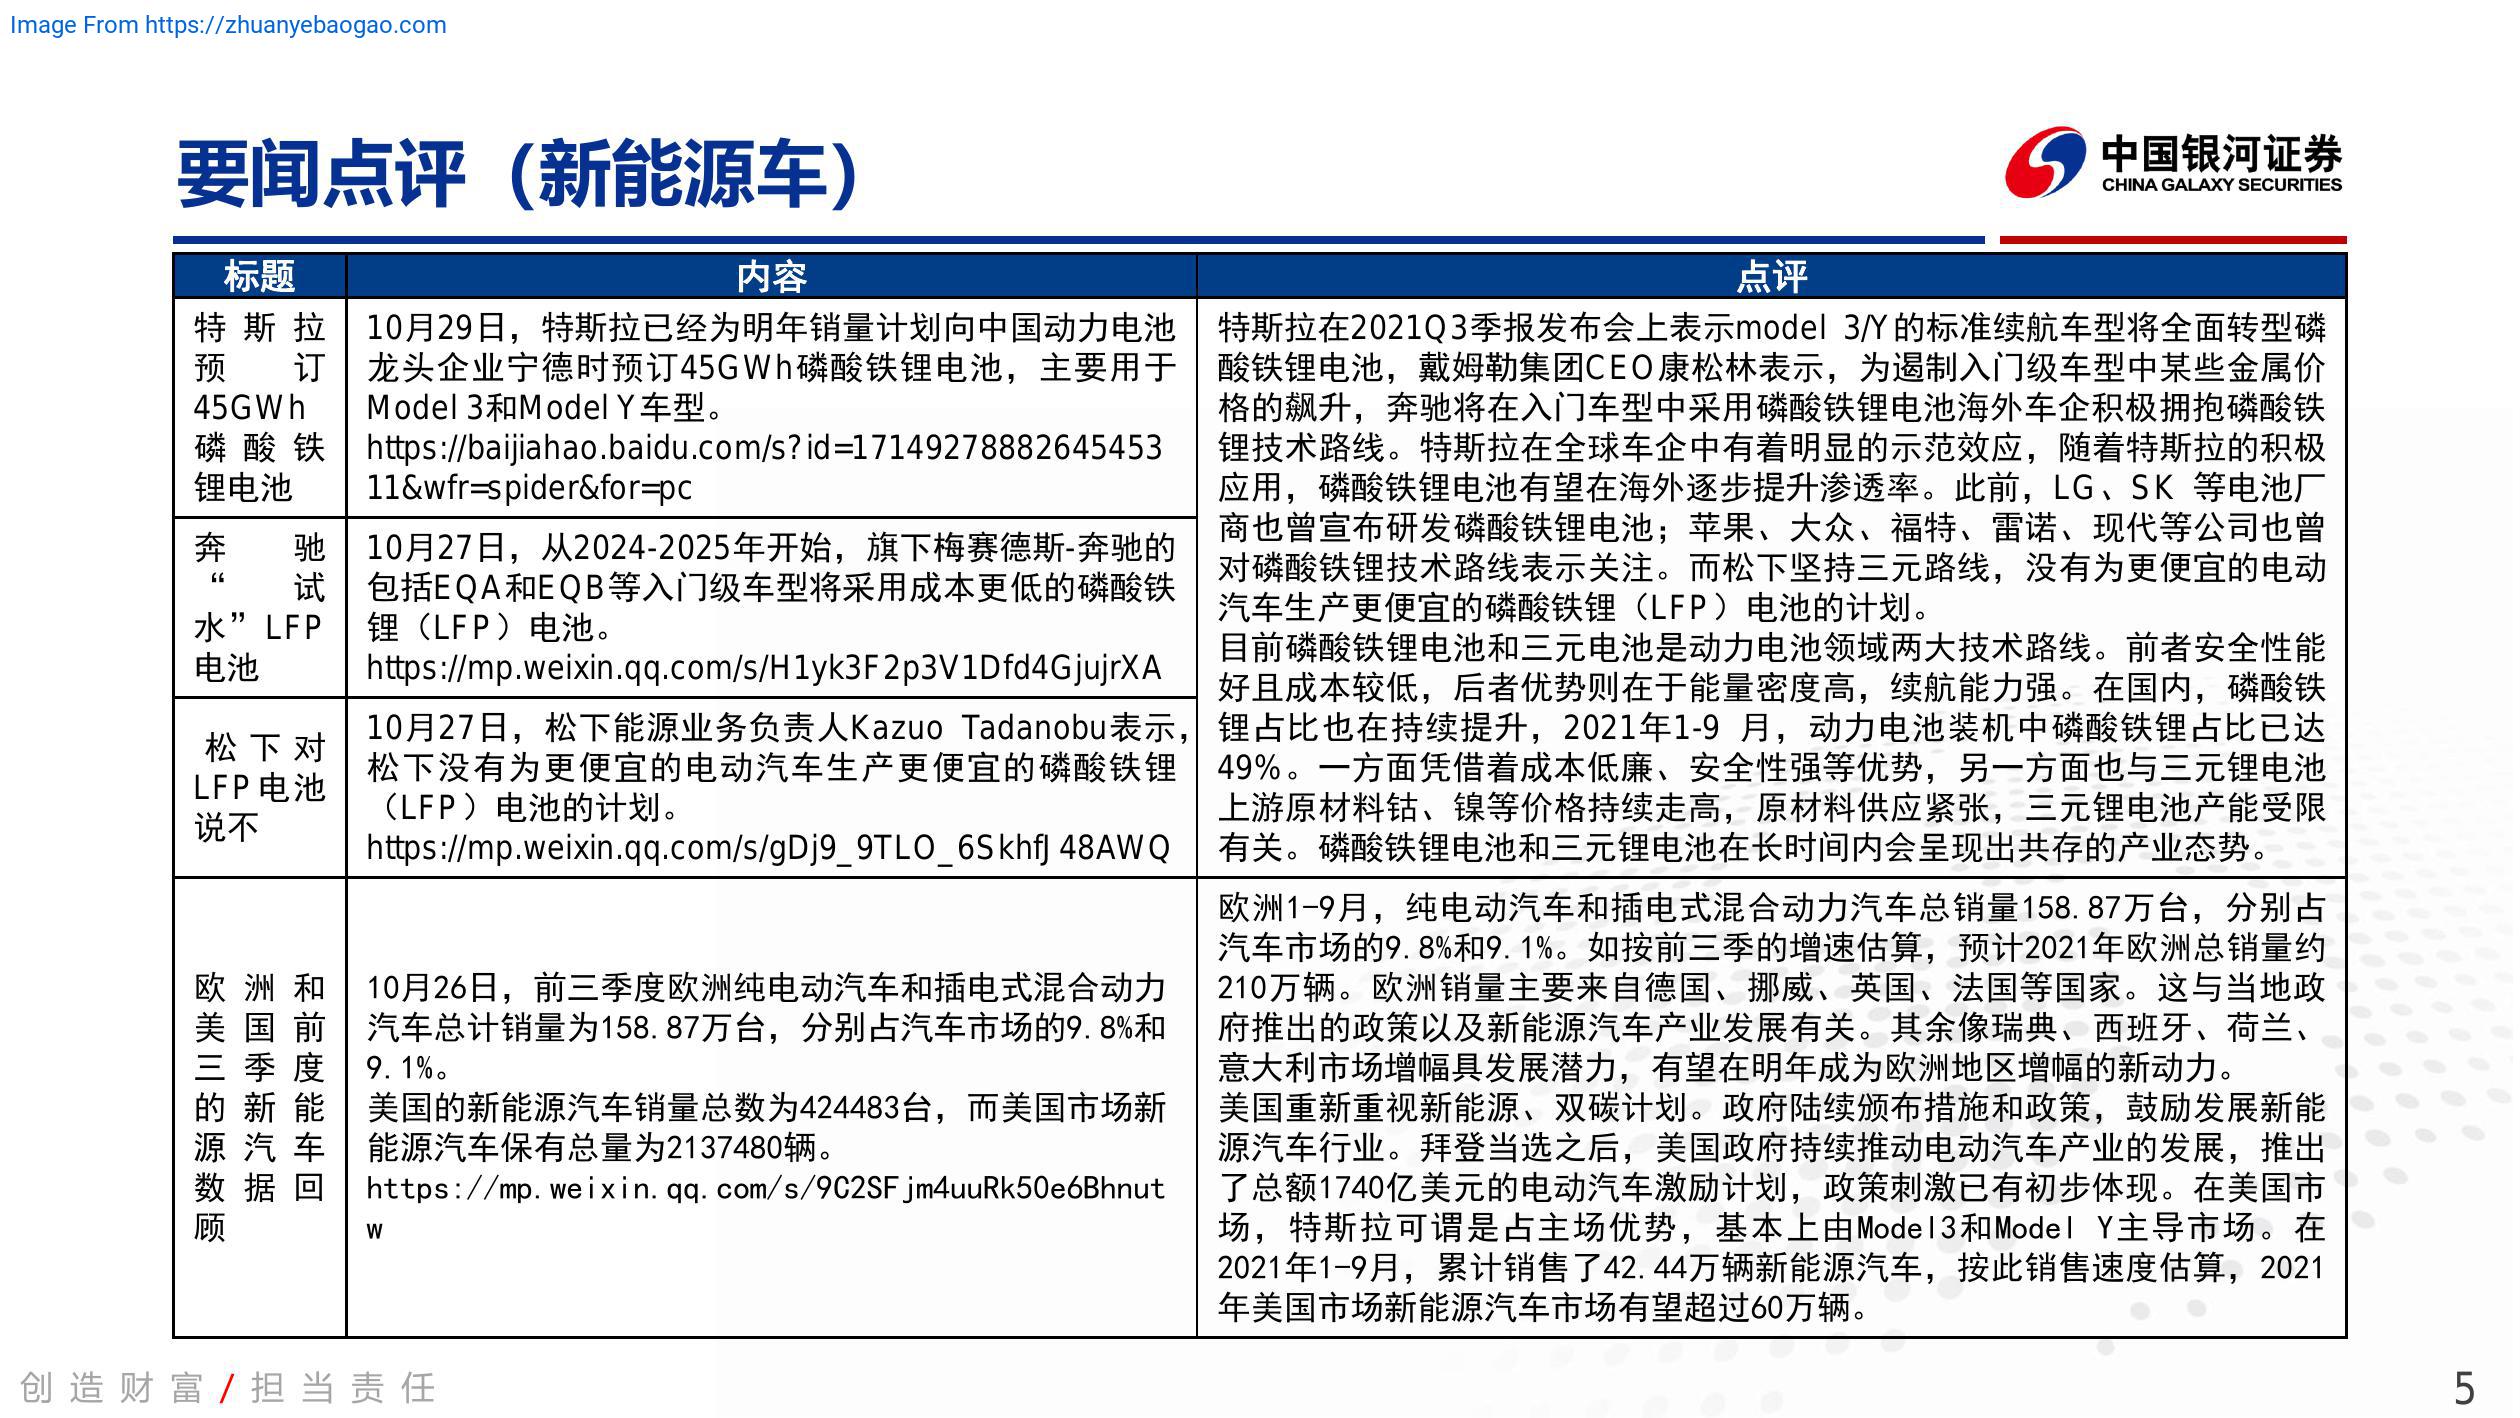 Image From https://zhuanyebaogao.com
要闻点评（新能源车）
中国银河证券
CHINA GALAXY SECURITIES
标题
内容
点评
特斯拉
预订
45GWh
磷酸铁
锂电池
10月29日，特斯拉已经为明年销量计划向中国动力电池
龙头企业宁德时预订45GWh磷酸铁锂电池，主要用于
Model 3和Model Y车型。
https://baijiahao.baidu.com/s?id=17149278882645453
11&wfr=spider&for=pc
特斯拉在2021Q3季报发布会上表示model 3/Y的标准续航车型将全面转型磷
酸铁锂电池，戴姆勒集团CEO康松林表示，为遏制入门级车型中某些金属价
格的飙升，奔驰将在入门车型中采用磷酸铁锂电池海外车企积极拥抱磷酸铁
锂技术路线。特斯拉在全球车企中有着明显的示范效应，随着特斯拉的积极
应用，磷酸铁锂电池有望在海外逐步提升渗透率。此前，LG、SK 等电池厂
商也曾宣布研发磷酸铁锂电池；苹果、大众、福特、雷诺、现代等公司也曾
对磷酸铁锂技术路线表示关注。而松下坚持三元路线，没有为更便宜的电动
汽车生产更便宜的磷酸铁锂（LFP）电池的计划。
目前磷酸铁锂电池和三元电池是动力电池领域两大技术路线。前者安全性能
好且成本较低，后者优势则在于能量密度高，续航能力强。在国内，磷酸铁
锂占比也在持续提升，2021年1-9 月，动力电池装机中磷酸铁锂占比已达
49%。一方面凭借着成本低廉、安全性强等优势，另一方面也与三元锂电池
上游原材料钴、镍等价格持续走高，原材料供应紧张，三元锂电池产能受限
有关。磷酸铁锂电池和三元锂电池在长时间内会呈现出共存的产业态势。
奔驰
“试
水”LFP
电池
10月27日，从2024-2025年开始，旗下梅赛德斯-奔驰的
包括EQA和EQB等入门级车型将采用成本更低的磷酸铁
锂（LFP）电池。
https://mp.weixin.qq.com/s/H1yk3F2p3V1Dfd4GjujrXA
松下对
LFP电池
说不
10月27日，松下能源业务负责人Kazuo Tadanobu表示，
松下没有为更便宜的电动汽车生产更便宜的磷酸铁锂
（LFP）电池的计划。
https://mp.weixin.qq.com/s/gDj9_9TLO_6SkhfJ48AWQ
欧洲和
美国前
三季度
的新能
源汽车
数据回
顾
10月26日，前三季度欧洲纯电动汽车和插电式混合动力
汽车总计销量为158.87万台，分别占汽车市场的9.8%和
9.1%。
美国的新能源汽车销量总数为424483台，而美国市场新
能源汽车保有总量为2137480辆。
https://mp.weixin.qq.com/s/9C2SFjm4uuRk50e6Bhnut
w
欧洲1-9月，纯电动汽车和插电式混合动力汽车总销量158.87万台，分别占
汽车市场的9.8%和9.1%。如按前三季的增速估算，预计2021年欧洲总销量约
210万辆。欧洲销量主要来自德国、挪威、英国、法国等国家。这与当地政
府推出的政策以及新能源汽车产业发展有关。其余像瑞典、西班牙、荷兰、
意大利市场增幅具发展潜力，有望在明年成为欧洲地区增幅的新动力。
美国重新重视新能源、双碳计划。政府陆续颁布措施和政策，鼓励发展新能
源汽车行业。拜登当选之后，美国政府持续推动电动汽车产业的发展，推出
了总额1740亿美元的电动汽车激励计划，政策刺激已有初步体现。在美国市
场，特斯拉可谓是占主场优势，基本上由Model3和Model Y主导市场。在
2021年1-9月，累计销售了42.44万辆新能源汽车，按此销售速度估算，2021
年美国市场新能源汽车市场有望超过60万辆。
创造财富/担当责任
5